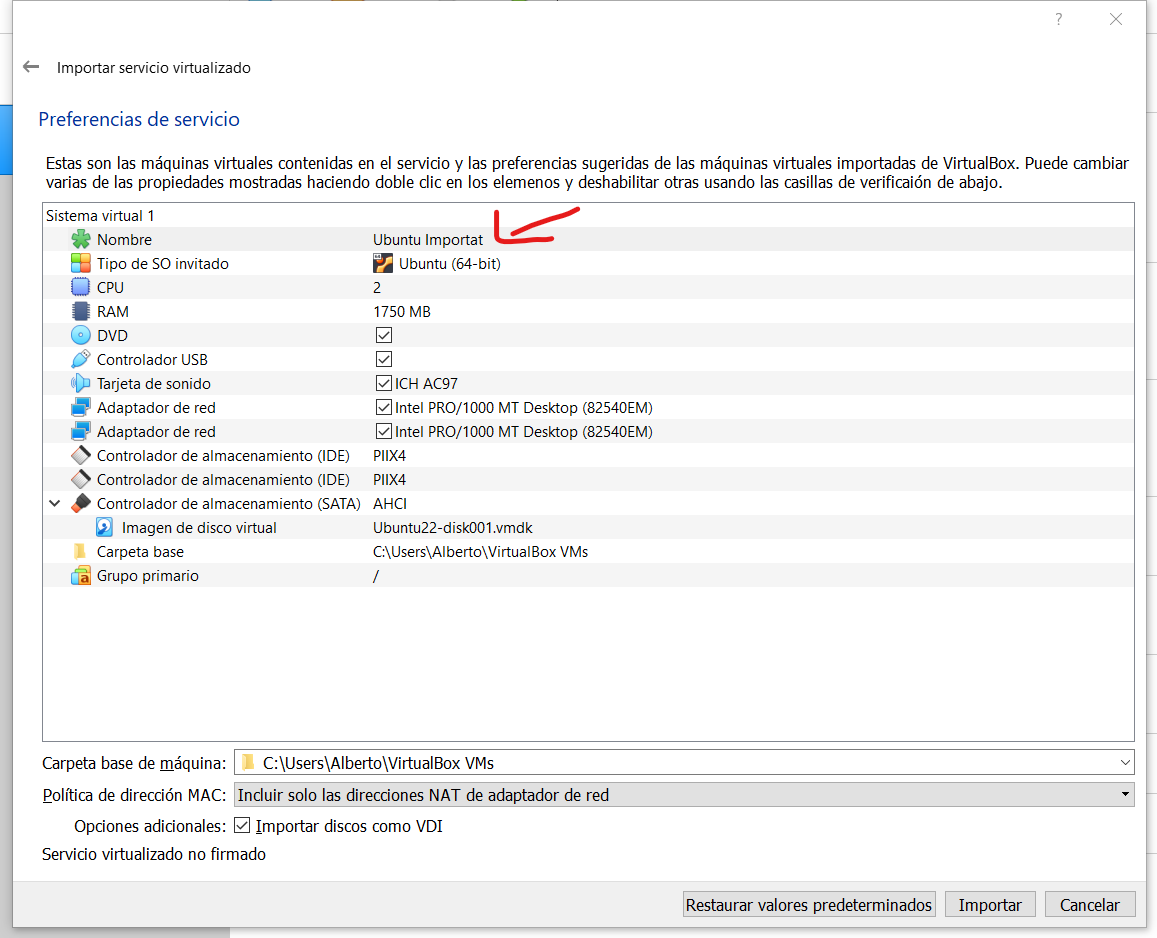 ?
Importar servicio virtualizado
Preferencias de servicio
Estas son las máquinas virtuales contenidas en el servicio y las preferencias sugeridas de las máquinas virtuales importadas de VirtualBox. Puede cambiar
varias de las propiedades mostradas haciendo doble clic en los elemenos y deshabilitar otras usando las casillas de verificaión de abajo.
Sistema virtual 1
Nombre Ubuntu Importat
Tipo de SO invitado Ubuntu (64-bit)
CPU 2
RAM 1750 MB
DVD
Controlador USB
Tarjeta de sonido ICH AC97
Adaptador de red Intel PRO/1000 MT Desktop (82540EM)
Adaptador de red Intel PRO/1000 MT Desktop (82540EM)
Controlador de almacenamiento (IDE) PIIX4
Controlador de almacenamiento (IDE) PIIX4
Controlador de almacenamiento (SATA) AHCI
Imagen de disco virtual Ubuntu22-disk001.vmdk
Carpeta base C:\Users\Alberto\VirtualBox VMs
Grupo primario /
Carpeta base de máquina: C:\Users\Alberto\VirtualBox VMs
Política de dirección MAC: Incluir solo las direcciones NAT de adaptador de red
Opciones adicionales: Importar discos como VDI
Servicio virtualizado no firmado
Restaurar valores predeterminados Importar Cancelar